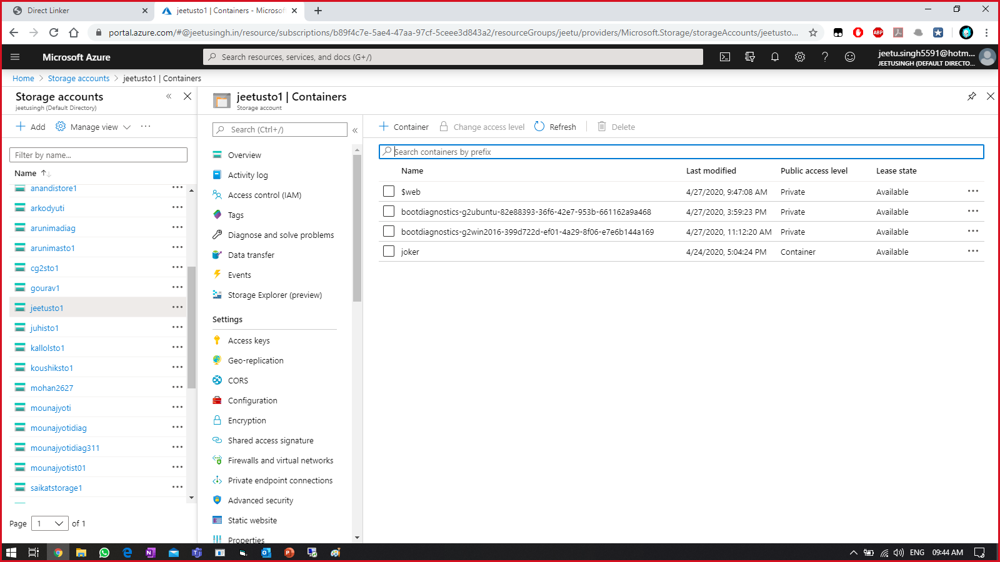 Direct Linker
jeetusto1 | Containers - Microsof
portal.azure.com/#@jeetusingh.in/resource/subscriptions/b89f4c7e-5ae4-47aa-97cf-5ceee3d843a2/resourceGroups/jeetu/providers/Microsoft.Storage/storageAccounts/jeetusto...
ABP
Microsoft Azure
Search resources, services, and docs (G+/)
jeetu.singh5591@hotm...
JEETUSINGH (DEFAULT DIRECTO...
Home > Storage accounts > jeetusto1 | Containers
Storage accounts
jeetusingh (Default Directory)
Add
Manage view
Filter by name...
Name
anandistore1
arkodyuti
arunimadiag
arunimasto1
cg2sto1
gourav1
jeetusto1
juhisto1
kallolsto1
koushiksto1
mohan2627
mounajyoti
mounajyotidiag
mounajyotidiag311
mounajyotist01
saikatstorage1
Page 1 of 1
jeetusto1 | Containers
Storage account
Search (Ctrl+/)
Overview
Activity log
Access control (IAM)
Tags
Diagnose and solve problems
Data transfer
Events
Storage Explorer (preview)
Settings
Access keys
Geo-replication
CORS
Configuration
Encryption
Shared access signature
Firewalls and virtual networks
Private endpoint connections
Advanced security
Static website
Properties
Container
Change access level
Refresh
Delete
Search containers by prefix
Name Last modified Public access level Lease state
$web 4/27/2020, 9:47:08 AM Private Available
bootdiagnostics-g2ubuntu-82e88393-36f6-42e7-953b-661162a9a468 4/27/2020, 3:59:23 PM Private Available
bootdiagnostics-g2win2016-399d722d-ef01-4a29-8f06-e7e6b144a169 4/27/2020, 11:12:20 AM Private Available
joker 4/24/2020, 5:04:24 PM Container Available
ENG 09:44 AM